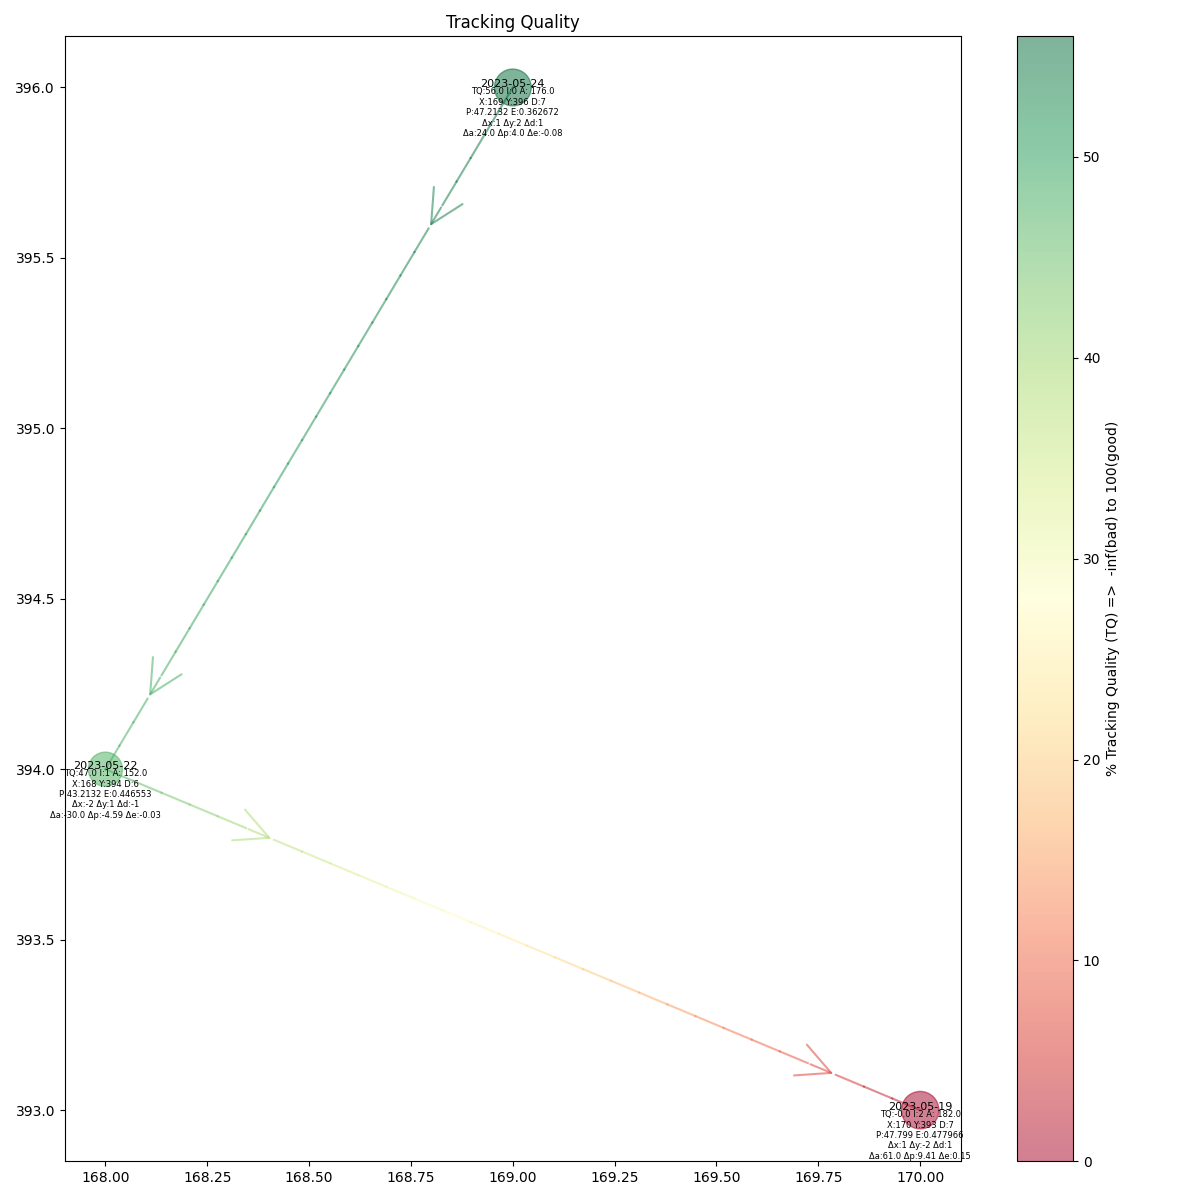 Tracking Quality
396.0
395.5
395.0
394.5
394.0
393.5
393.0
168.00
168.25
168.50
168.75
169.00
169.25
169.50
169.75
170.00
2023-05-24
TQ:56.0 I:0 A: 176.0
X:169 Y:396 D:7
P:47.2132 E:0.362672
Δx:1 Δy:2 Δd:1
Δa:24.0 Δp:4.0 Δe:-0.08
2023-05-22
TQ:47.0 I:1 A: 152.0
X:168 Y:394 D:6
P:43.2132 E:0.446553
Δx:-2 Δy:1 Δd:-1
Δa:-30.0 Δp:-4.59 Δe:-0.03
2023-05-19
TQ:-0.0 I:2 A: 182.0
X:170 Y:393 D:7
P:47.799 E:0.477966
Δx:1 Δy:-2 Δd:1
Δa:61.0 Δp:9.41 Δe:0.15
50
40
30
20
10
0
% Tracking Quality (TQ) => -inf(bad) to 100(good)